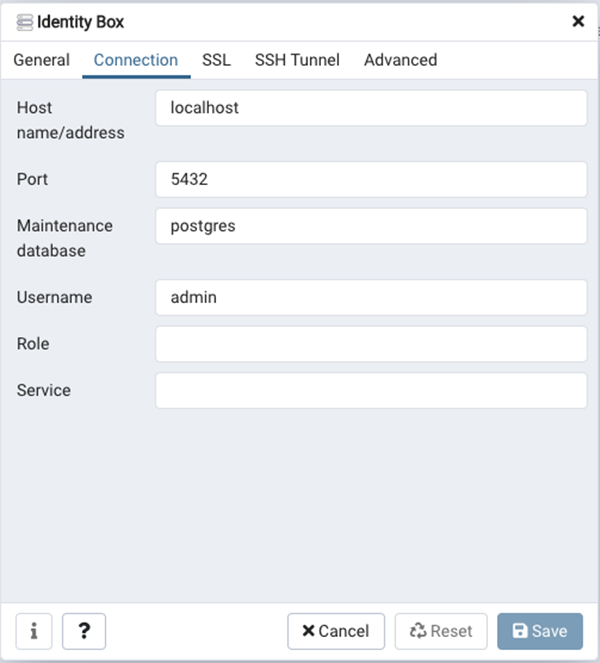 Identity Box
General Connection SSL SSH Tunnel Advanced
Host
name/address
localhost
Port
5432
Maintenance
database
postgres
Username
admin
Role
Service
i ? Cancel Reset Save